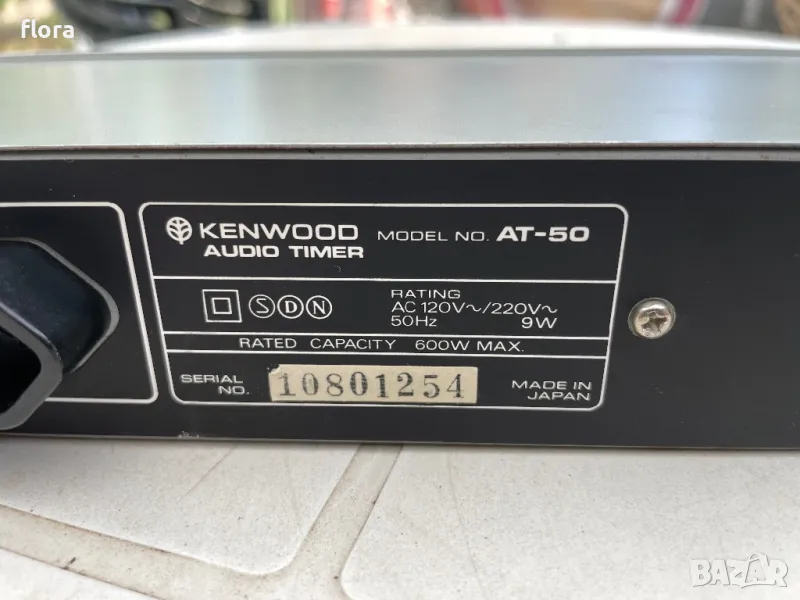 flora
KENWOOD MODEL NO. AT-50
AUDIO TIMER
S D N
RATING
AC 120V~/220V~
50Hz 9W
RATED CAPACITY 600W MAX.
SERIAL NO. 10801254
MADE IN JAPAN
BAZAR